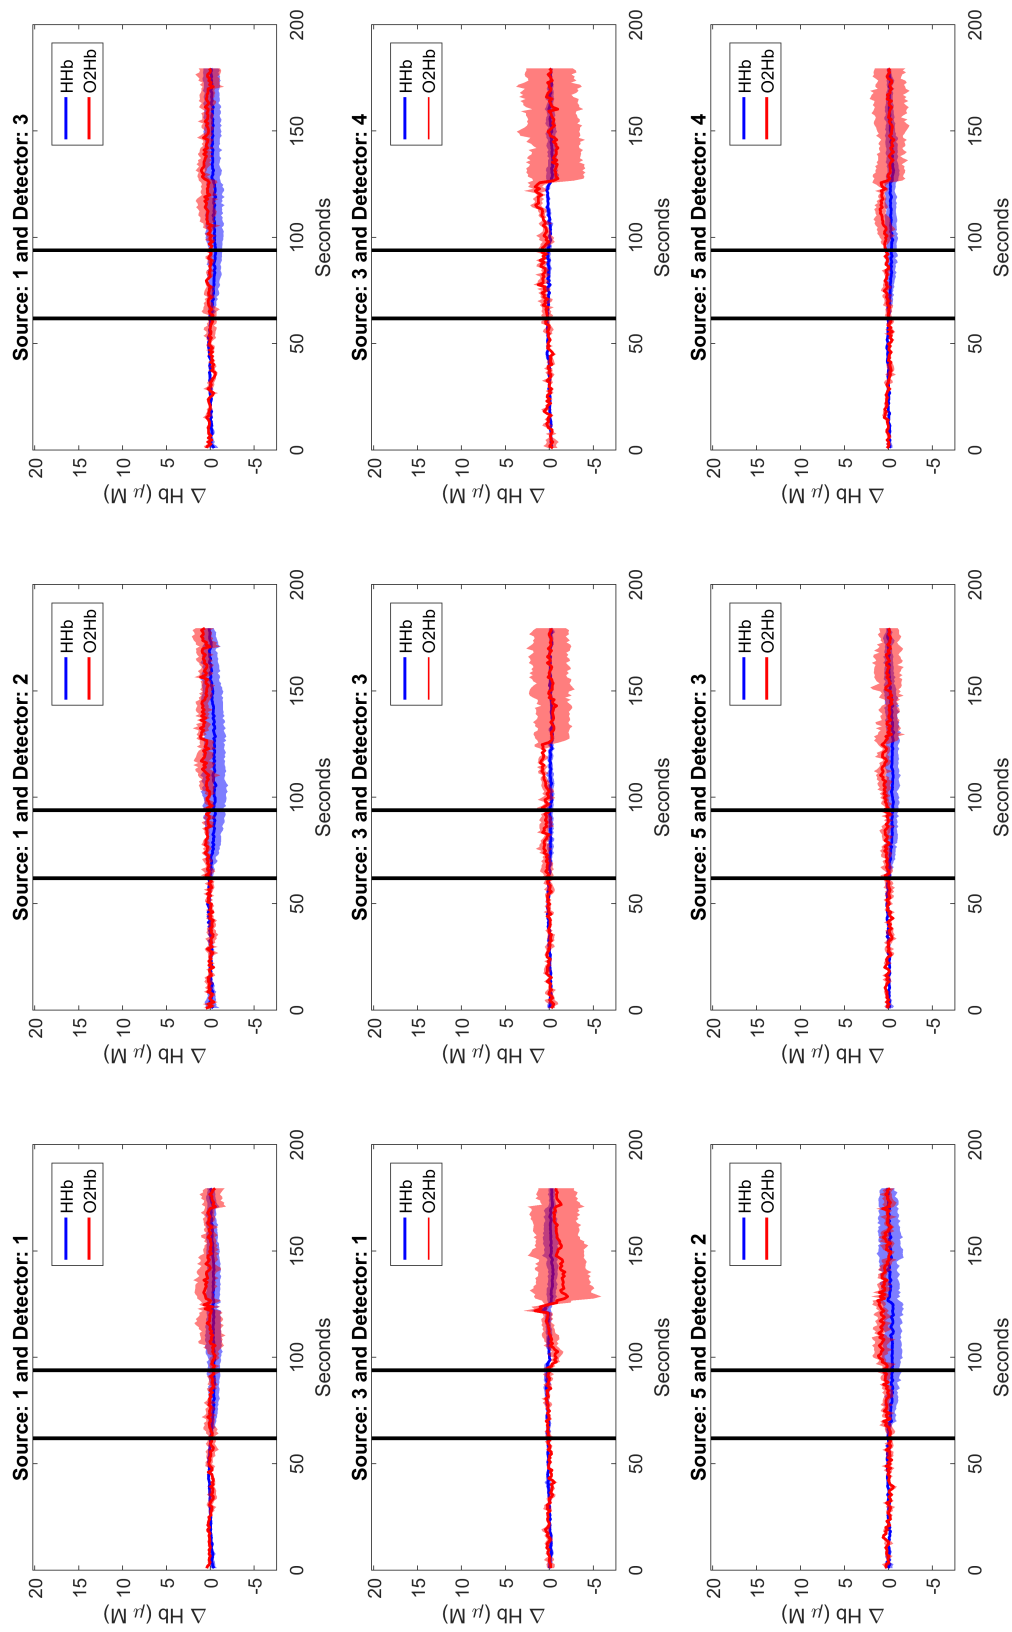 Source: 1 and Detector: 1
Δ Hb (μ M)
20
15
10
5
0
-5
HHb
O2Hb
0 50 100 150 200
Seconds
Source: 1 and Detector: 2
Δ Hb (μ M)
20
15
10
5
0
-5
HHb
O2Hb
0 50 100 150 200
Seconds
Source: 1 and Detector: 3
Δ Hb (μ M)
20
15
10
5
0
-5
HHb
O2Hb
0 50 100 150 200
Seconds
Source: 3 and Detector: 1
Δ Hb (μ M)
20
15
10
5
0
-5
HHb
O2Hb
0 50 100 150 200
Seconds
Source: 3 and Detector: 3
Δ Hb (μ M)
20
15
10
5
0
-5
HHb
O2Hb
0 50 100 150 200
Seconds
Source: 3 and Detector: 4
Δ Hb (μ M)
20
15
10
5
0
-5
HHb
O2Hb
0 50 100 150 200
Seconds
Source: 5 and Detector: 2
Δ Hb (μ M)
20
15
10
5
0
-5
HHb
O2Hb
0 50 100 150 200
Seconds
Source: 5 and Detector: 3
Δ Hb (μ M)
20
15
10
5
0
-5
HHb
O2Hb
0 50 100 150 200
Seconds
Source: 5 and Detector: 4
Δ Hb (μ M)
20
15
10
5
0
-5
HHb
O2Hb
0 50 100 150 200
Seconds